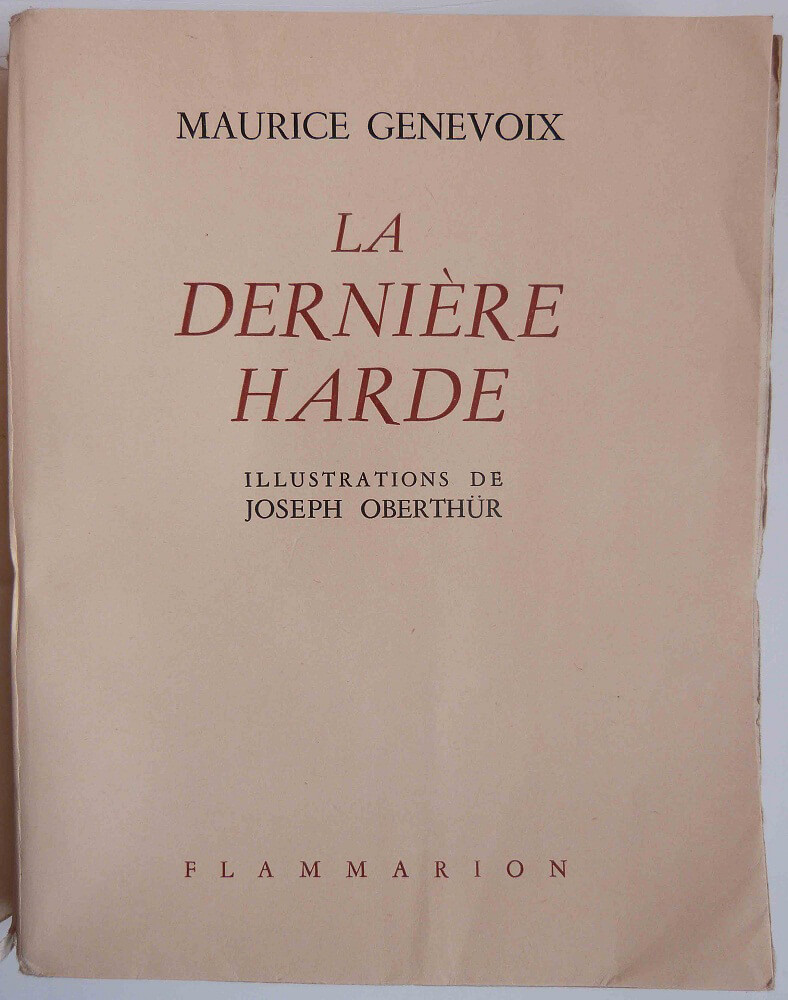 MAURICE GENEVOIX
LA
DERNIÈRE
HARDE
ILLUSTRATIONS DE
JOSEPH OBERTHÜR
FLAMMARION